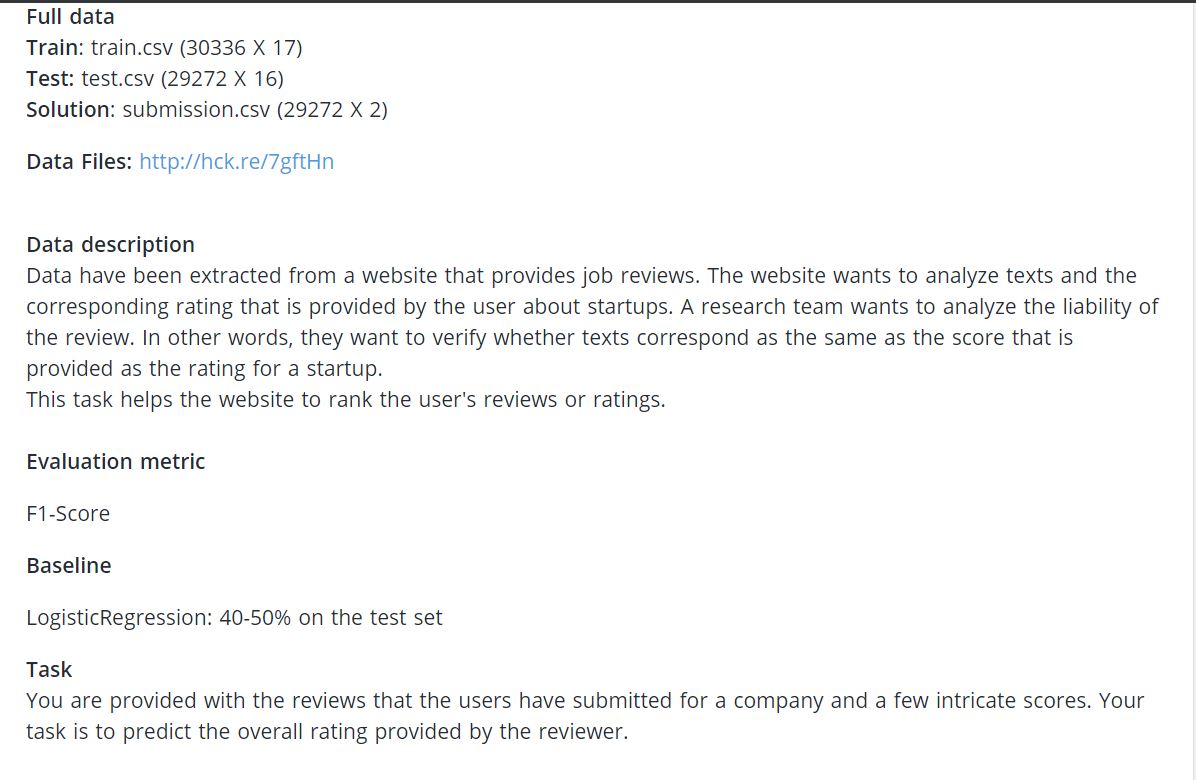 Full data
Train: train.csv (30336 X 17)
Test: test.csv (29272 X 16)
Solution: submission.csv (29272 X 2)
Data Files: http://hck.re/7gftHn
Data description
Data have been extracted from a website that provides job reviews. The website wants to analyze texts and the
corresponding rating that is provided by the user about startups. A research team wants to analyze the liability of
the review. In other words, they want to verify whether texts correspond as the same as the score that is
provided as the rating for a startup.
This task helps the website to rank the user's reviews or ratings.
Evaluation metric
F1-Score
Baseline
LogisticRegression: 40-50% on the test set
Task
You are provided with the reviews that the users have submitted for a company and a few intricate scores. Your
task is to predict the overall rating provided by the reviewer.